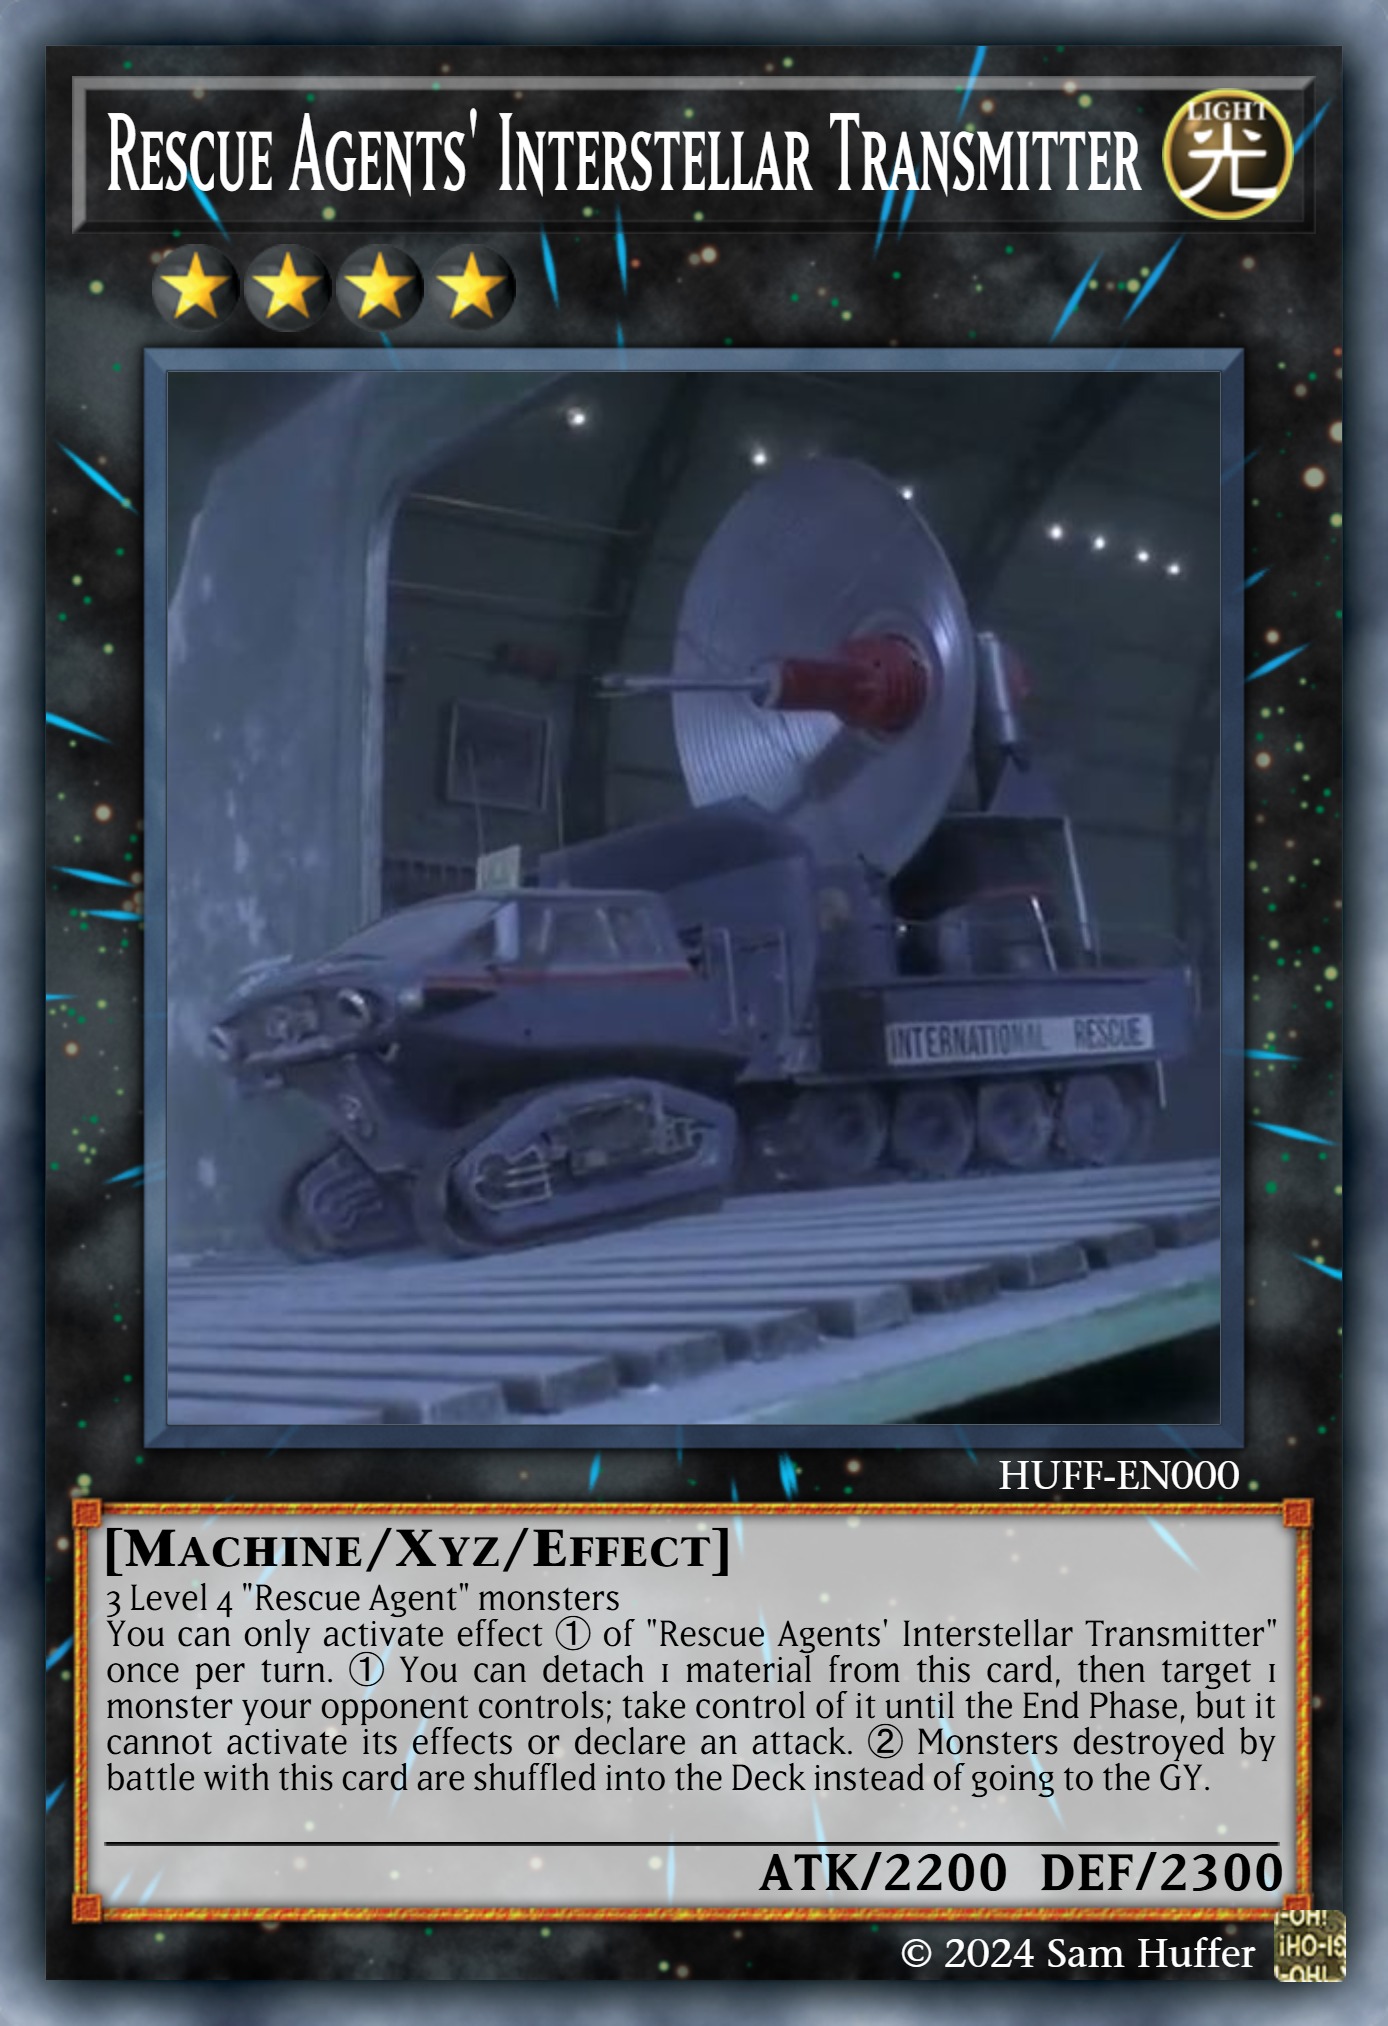 Rescue Agents' Interstellar Transmitter
LIGHT
光
INTERNATIONAL RESCUE
HUFF-EN000
[Machine/Xyz/Effect]
3 Level 4 "Rescue Agent" monsters
You can only activate effect ① of "Rescue Agents' Interstellar Transmitter"
once per turn. ① You can detach 1 material from this card, then target 1
monster your opponent controls; take control of it until the End Phase, but it
cannot activate its effects or declare an attack. ② Monsters destroyed by
battle with this card are shuffled into the Deck instead of going to the GY.
ATK/2200 DEF/2300
© 2024 Sam Huffer